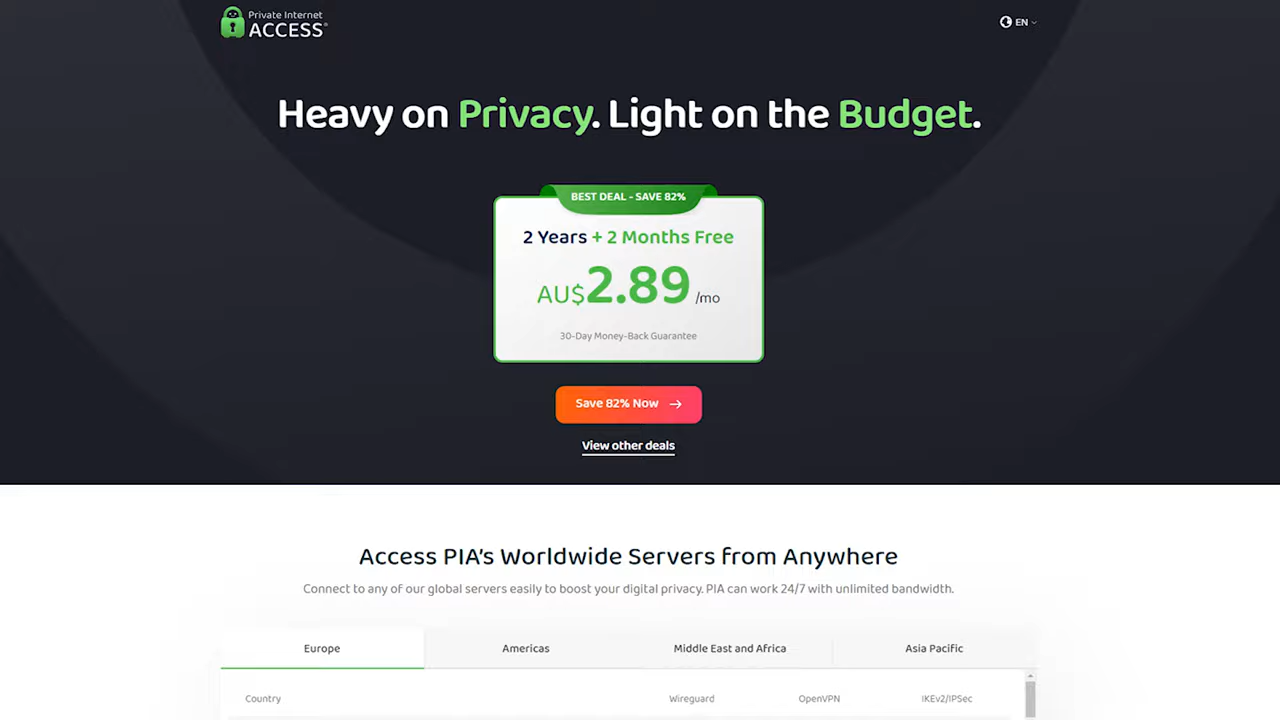 Private Internet
ACCESS®
EN
Heavy on Privacy. Light on the Budget.
BEST DEAL - SAVE 82%
2 Years + 2 Months Free
AU$2.89 /mo
30-Day Money-Back Guarantee
Save 82% Now →
View other deals
Access PIA's Worldwide Servers from Anywhere
Connect to any of our global servers easily to boost your digital privacy. PIA can work 24/7 with unlimited bandwidth.
Europe Americas Middle East and Africa Asia Pacific
Country Wireguard OpenVPN IKEv2/IPSec